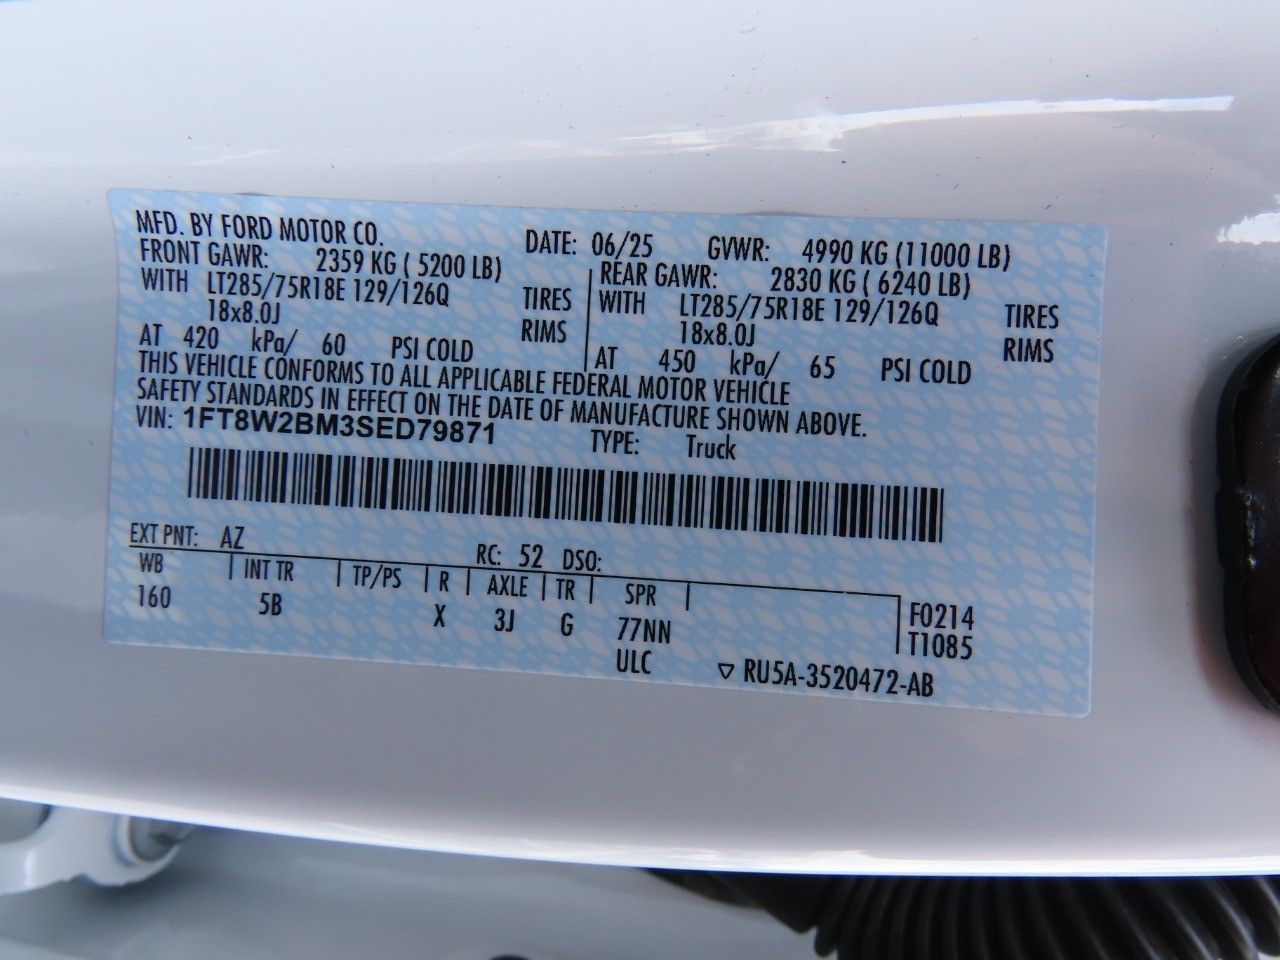 MFD. BY FORD MOTOR CO. DATE: 06/25 GVWR: 4990 KG (11000 LB)
FRONT GAWR: 2359 KG ( 5200 LB) REAR GAWR: 2830 KG ( 6240 LB)
WITH LT285/75R18E 129/126Q TIRES WITH LT285/75R18E 129/126Q TIRES
18x8.0J RIMS 18x8.0J RIMS
AT 420 kPa/ 60 PSI COLD AT 450 kPa/ 65 PSI COLD
THIS VEHICLE CONFORMS TO ALL APPLICABLE FEDERAL MOTOR VEHICLE
SAFETY STANDARDS IN EFFECT ON THE DATE OF MANUFACTURE SHOWN ABOVE.
VIN: 1FT8W2BM3SED79871 TYPE: Truck
EXT PNT: AZ RC: 52 DSO:
WB INT TR TP/PS R AXLE TR SPR
160 5B X 3J G 77NN F0214
ULC T1085
▽ RU5A-3520472-AB